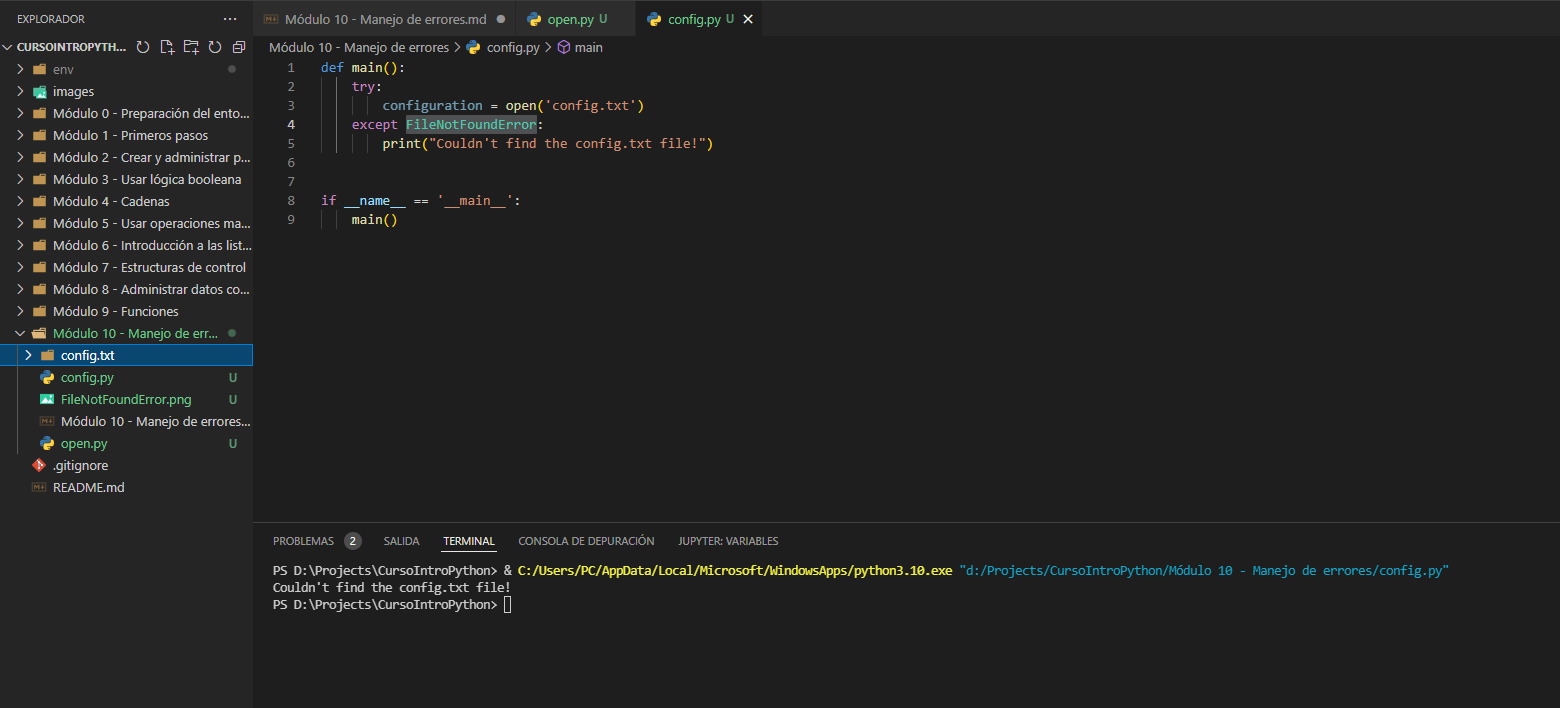 EXPLORADOR ···
CURSOINTROPYTH...
env
images
Módulo 0 - Preparación del ento...
Módulo 1 - Primeros pasos
Módulo 2 - Crear y administrar p...
Módulo 3 - Usar lógica booleana
Módulo 4 - Cadenas
Módulo 5 - Usar operaciones ma...
Módulo 6 - Introducción a las list...
Módulo 7 - Estructuras de control
Módulo 8 - Administrar datos co...
Módulo 9 - Funciones
Módulo 10 - Manejo de err...
config.txt
config.py U
FileNotFoundError.png U
Módulo 10 - Manejo de errores...
open.py U
.gitignore
README.md
Módulo 10 - Manejo de errores.md open.py U config.py U
Módulo 10 - Manejo de errores > config.py > main
1 def main():
2 try:
3 configuration = open('config.txt')
4 except FileNotFoundError:
5 print("Couldn't find the config.txt file!")
6
7
8 if __name__ == '__main__':
9 main()
PROBLEMAS 2 SALIDA TERMINAL CONSOLA DE DEPURACIÓN JUPYTER: VARIABLES
PS D:\Projects\CursoIntroPython> & C:/Users/PC/AppData/Local/Microsoft/WindowsApps/python3.10.exe "d:/Projects/CursoIntroPython/Módulo 10 - Manejo de errores/config.py"
Couldn't find the config.txt file!
PS D:\Projects\CursoIntroPython>